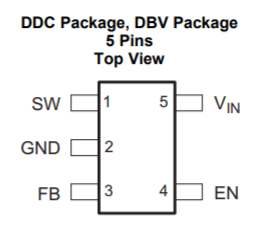 DDC Package, DBV Package
5 Pins
Top View
SW 1 5 VIN
GND 2
FB 3 4 EN